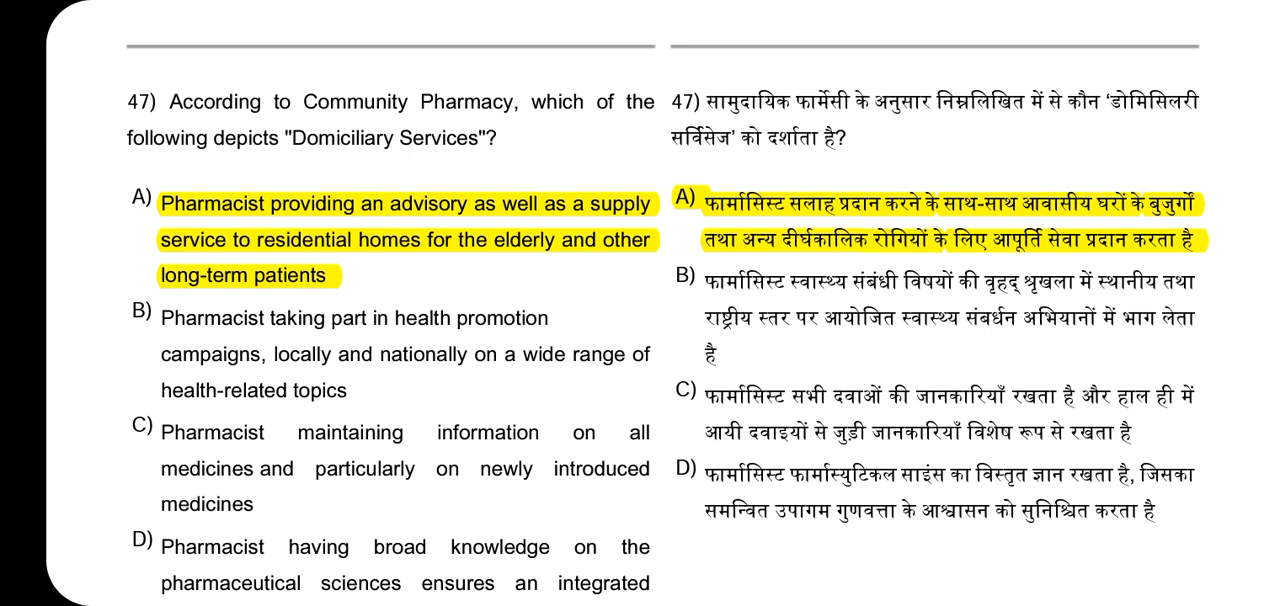 47) According to Community Pharmacy, which of the
following depicts "Domiciliary Services"?
A) Pharmacist providing an advisory as well as a supply
service to residential homes for the elderly and other
long-term patients
B) Pharmacist taking part in health promotion
campaigns, locally and nationally on a wide range of
health-related topics
C) Pharmacist maintaining information on all
medicines and particularly on newly introduced
medicines
D) Pharmacist having broad knowledge on the
pharmaceutical sciences ensures an integrated
47) सामुदायिक फार्मेसी के अनुसार निम्नलिखित में से कौन ‘डोमिसिलरी
सर्विसेज’ को दर्शाता है?
A) फार्मासिस्ट सलाह प्रदान करने के साथ-साथ आवासीय घरों के बुजुर्गों
तथा अन्य दीर्घकालिक रोगियों के लिए आपूर्ति सेवा प्रदान करता है
B) फार्मासिस्ट स्वास्थ्य संबंधी विषयों की वृहद् श्रृखला में स्थानीय तथा
राष्ट्रीय स्तर पर आयोजित स्वास्थ्य संबर्धन अभियानों में भाग लेता
है
C) फार्मासिस्ट सभी दवाओं की जानकारियाँ रखता है और हाल ही में
आयी दवाइयों से जुड़ी जानकारियाँ विशेष रूप से रखता है
D) फार्मासिस्ट फार्मास्युटिकल साइंस का विस्तृत ज्ञान रखता है, जिसका
समन्वित उपागम गुणवत्ता के आश्वासन को सुनिश्चित करता है